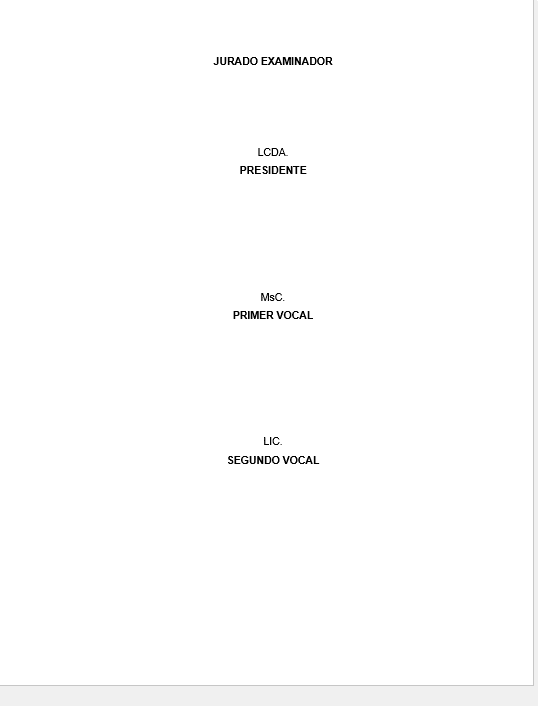 JURADO EXAMINADOR
LCDA.
PRESIDENTE
MsC.
PRIMER VOCAL
LIC.
SEGUNDO VOCAL